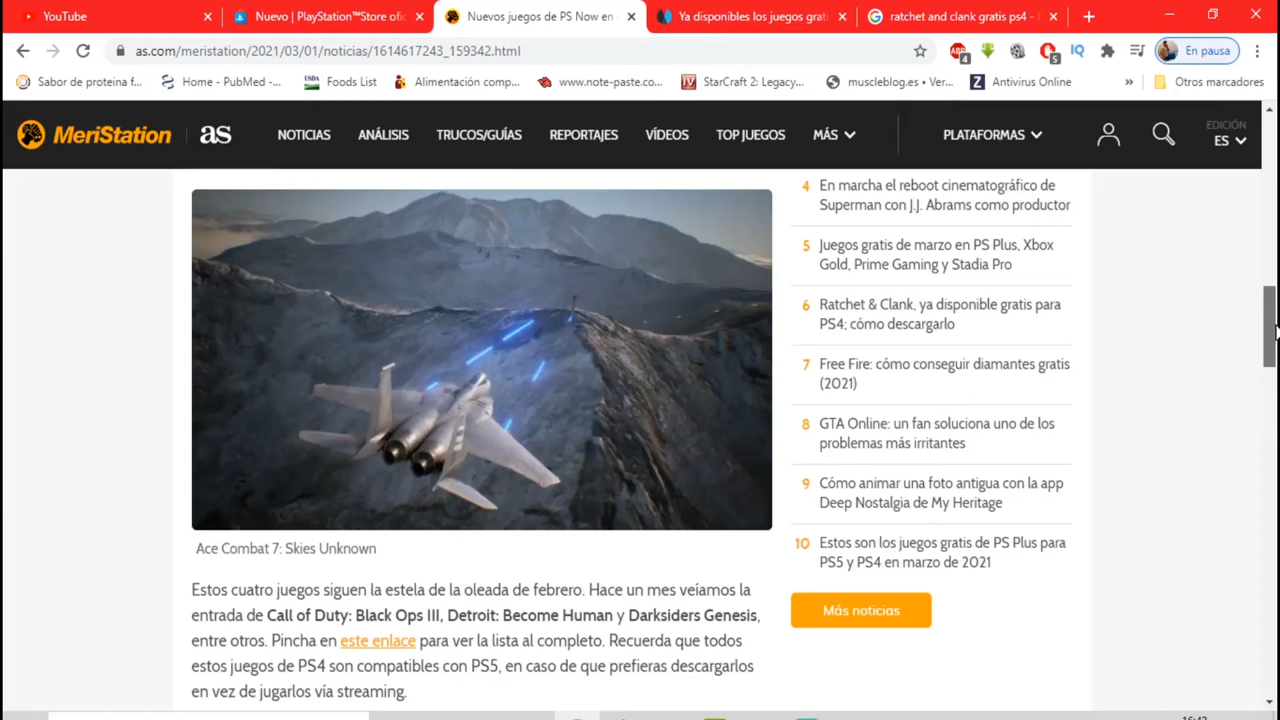 YouTube
Nuevo | PlayStation™Store ofic
Nuevos juegos de PS Now en
Ya disponibles los juegos grati
ratchet and clank gratis ps4 -
as.com/meristation/2021/03/01/noticias/1614617243_159342.html
ABP
4
5
IQ
En pausa
Sabor de proteina f...
Home - PubMed -...
USDA
Foods List
Alimentación comp...
www.note-paste.co...
StarCraft 2: Legacy...
muscleblog.es • Ver...
Z
Antivirus Online
»
Otros marcadores
MeriStation
as
NOTICIAS
ANÁLISIS
TRUCOS/GUÍAS
REPORTAJES
VÍDEOS
TOP JUEGOS
MÁS
PLATAFORMAS
EDICIÓN
ES
Ace Combat 7: Skies Unknown
Estos cuatro juegos siguen la estela de la oleada de febrero. Hace un mes veíamos la
entrada de Call of Duty: Black Ops III, Detroit: Become Human y Darksiders Genesis,
entre otros. Pincha en este enlace para ver la lista al completo. Recuerda que todos
estos juegos de PS4 son compatibles con PS5, en caso de que prefieras descargarlos
en vez de jugarlos vía streaming.
4 En marcha el reboot cinematográfico de
Superman con J.J. Abrams como productor
5 Juegos gratis de marzo en PS Plus, Xbox
Gold, Prime Gaming y Stadia Pro
6 Ratchet & Clank, ya disponible gratis para
PS4; cómo descargarlo
7 Free Fire: cómo conseguir diamantes gratis
(2021)
8 GTA Online: un fan soluciona uno de los
problemas más irritantes
9 Cómo animar una foto antigua con la app
Deep Nostalgia de My Heritage
10 Estos son los juegos gratis de PS Plus para
PS5 y PS4 en marzo de 2021
Más noticias